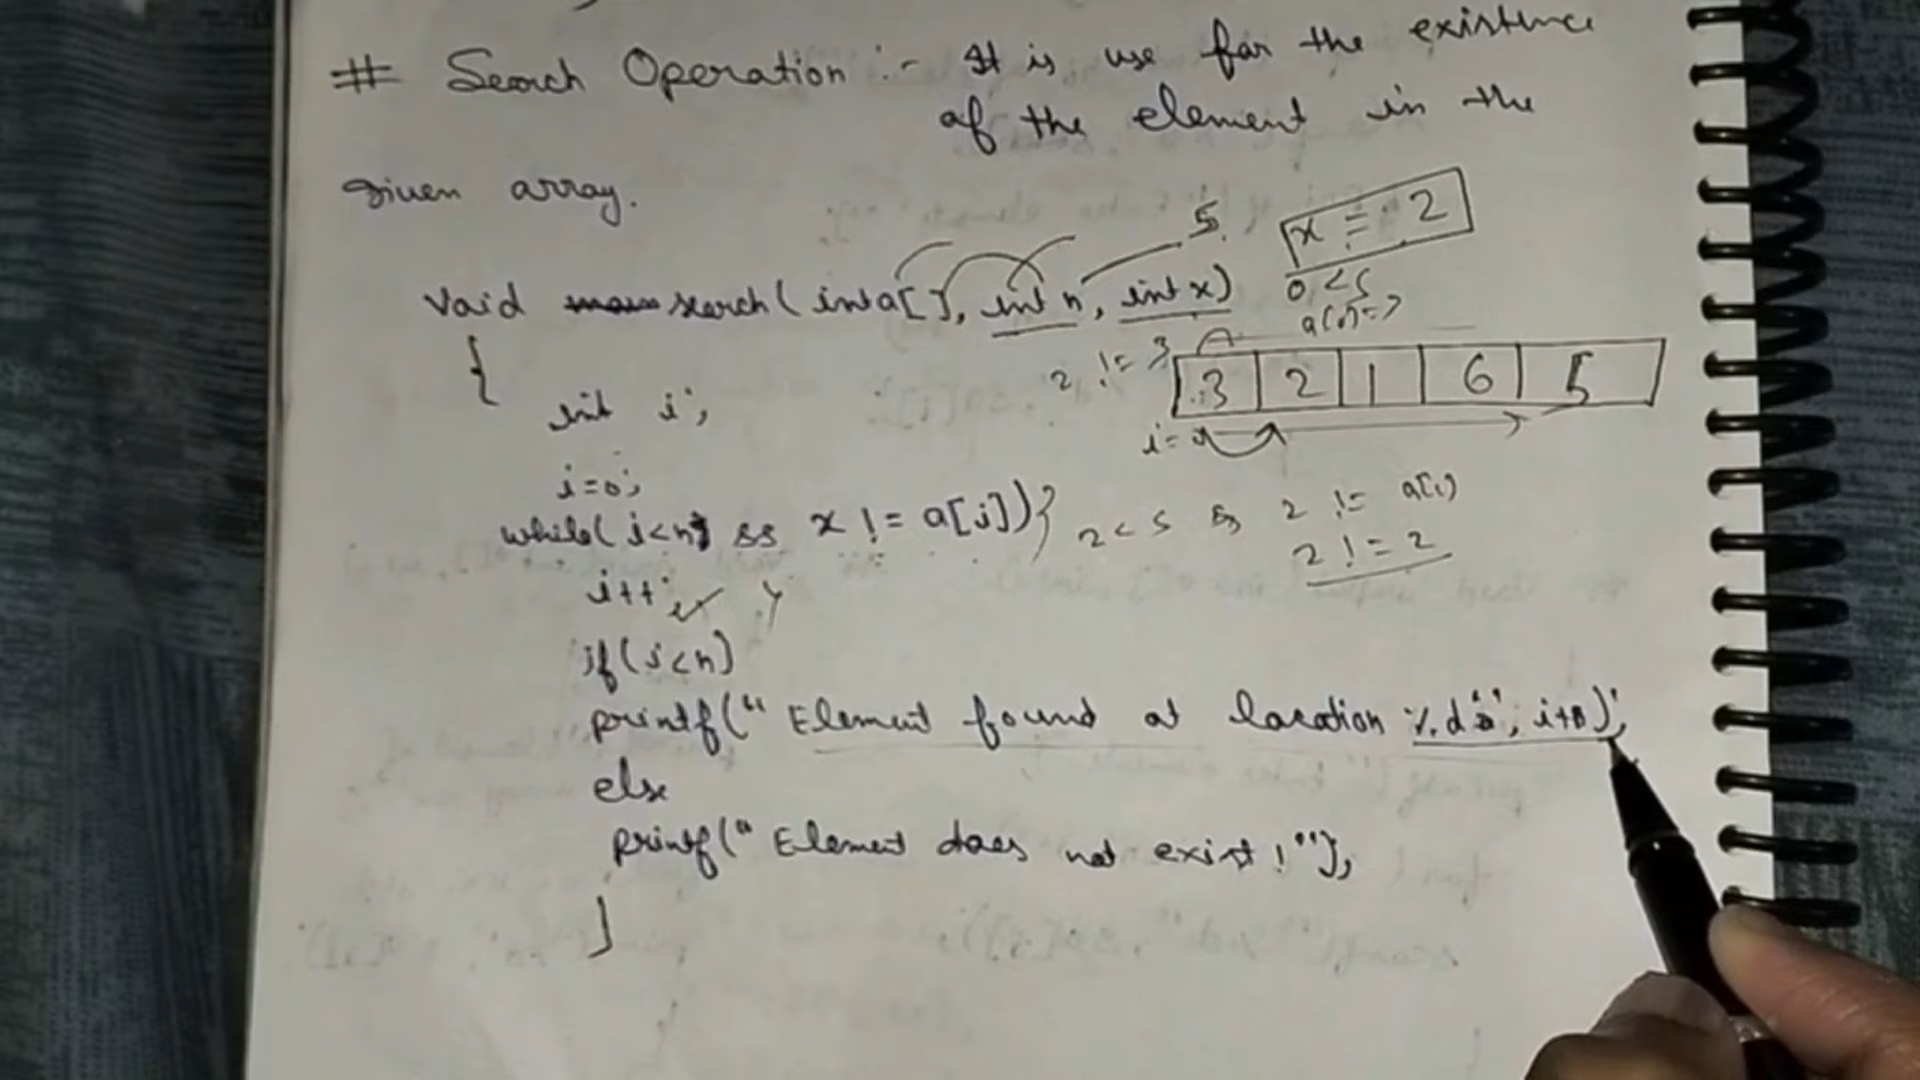 # Search Operation :- It is use for the existence
of the element in the
given array.
5
x = 2
void search(int a[], int n, int x)
0<5
{
2 != 3
3 2 1 6 5
int i;
i=
i=0;
while(i<n && x != a[i])}
2<5 && 2 != a[i]
2 != 2
i++;
}
if(i<n)
printf("Element found at location %d", i+1);
else
printf("Element does not exist!");
}